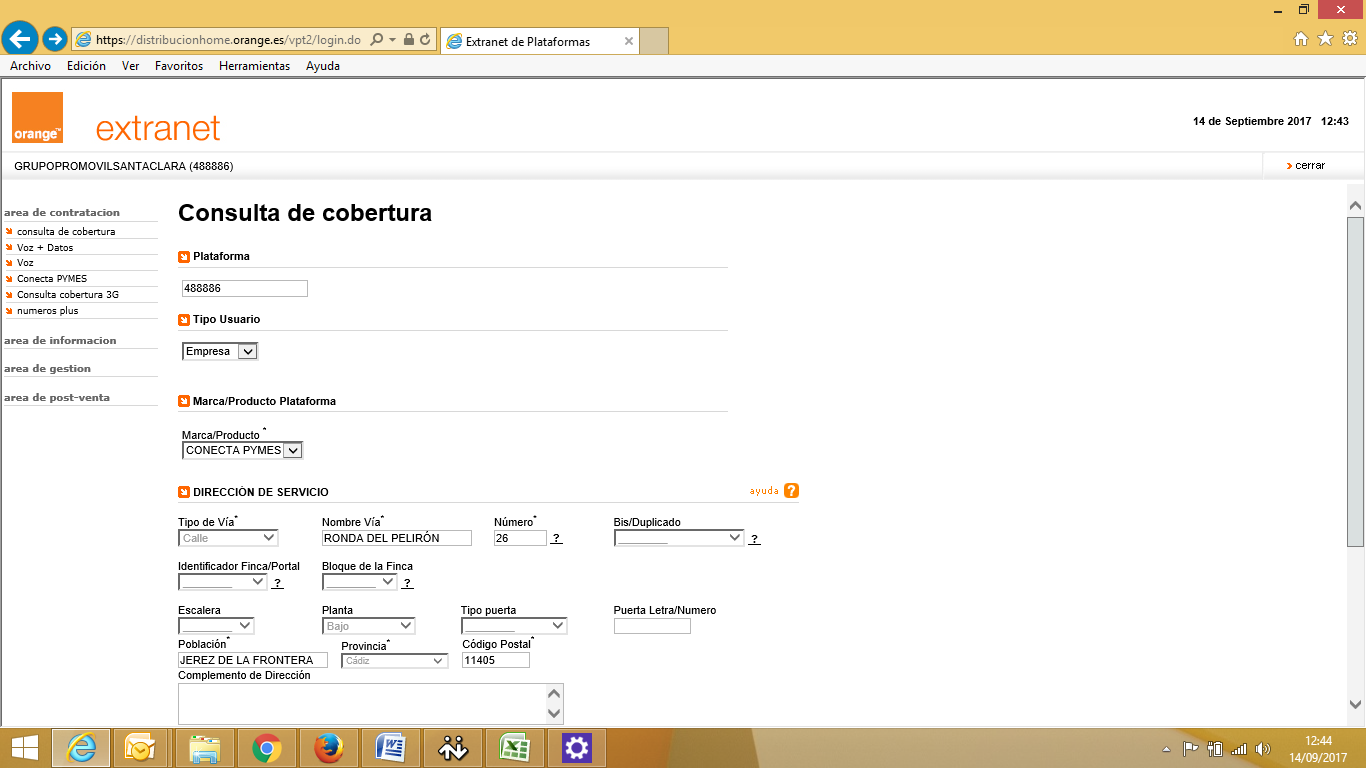 https://distribucionhome.orange.es/vpt2/login.do
Extranet de Plataformas
Archivo Edición Ver Favoritos Herramientas Ayuda
orange™
extranet
14 de Septiembre 2017 12:43
GRUPOPROMOVILSANTACLARA (488886)
cerrar
area de contratacion
consulta de cobertura
Voz + Datos
Voz
Conecta PYMES
Consulta cobertura 3G
numeros plus
area de informacion
area de gestion
area de post-venta
Consulta de cobertura
Plataforma
488886
Tipo Usuario
Empresa
Marca/Producto Plataforma
Marca/Producto *
CONECTA PYMES
DIRECCIÓN DE SERVICIO
ayuda ?
Tipo de Vía* Nombre Vía* Número* Bis/Duplicado
Calle RONDA DEL PELIRÓN 26 ? ?
Identificador Finca/Portal Bloque de la Finca
? ?
Escalera Planta Tipo puerta Puerta Letra/Numero
Bajo
Población* Provincia* Código Postal*
JEREZ DE LA FRONTERA Cádiz 11405
Complemento de Dirección
12:44
14/09/2017